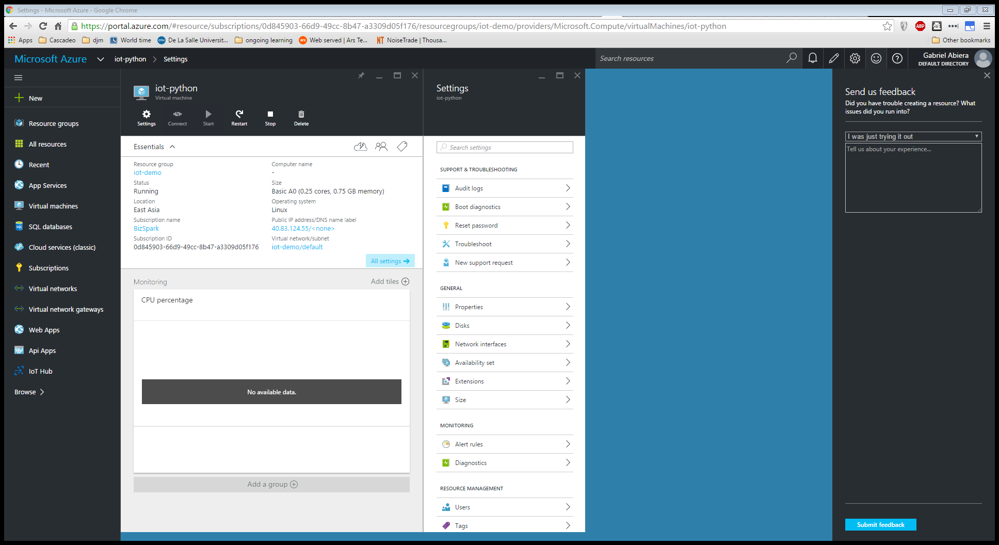 Settings - Microsoft Azure - Google Chrome
https://portal.azure.com/#resource/subscriptions/0d845903-66d9-49cc-8b47-a3309d05f176/resourcegroups/iot-demo/providers/Microsoft.Compute/virtualMachines/iot-python
ABP
Apps Cascadeo djm World time OTH De La Salle Universit... ongoing learning ars Web served | Ars Te... NT NoiseTrade | Thousa... Other bookmarks
Microsoft Azure iot-python Settings Search resources
Gabriel Abiera
DEFAULT DIRECTORY
New
Resource groups
All resources
Recent
App Services
Virtual machines
SQL databases
Cloud services (classic)
Subscriptions
Virtual networks
Virtual network gateways
Web Apps
Api Apps
IoT Hub
Browse
iot-python
Virtual machine
Settings Connect Start Restart Stop Delete
Essentials
Resource group
iot-demo
Status
Running
Location
East Asia
Subscription name
BizSpark
Subscription ID
0d845903-66d9-49cc-8b47-a3309d05f176
Computer name
-
Size
Basic A0 (0.25 cores, 0.75 GB memory)
Operating system
Linux
Public IP address/DNS name label
40.83.124.55/<none>
Virtual network/subnet
iot-demo/default
All settings
Monitoring Add tiles
CPU percentage
No available data.
Add a group
Settings
iot-python
Search settings
SUPPORT & TROUBLESHOOTING
Audit logs
Boot diagnostics
Reset password
Troubleshoot
New support request
GENERAL
Properties
Disks
Network interfaces
Availability set
Extensions
Size
MONITORING
Alert rules
Diagnostics
RESOURCE MANAGEMENT
Users
Tags
Send us feedback
Did you have trouble creating a resource? What
issues did you run into?
I was just trying it out
Tell us about your experience...
Submit feedback